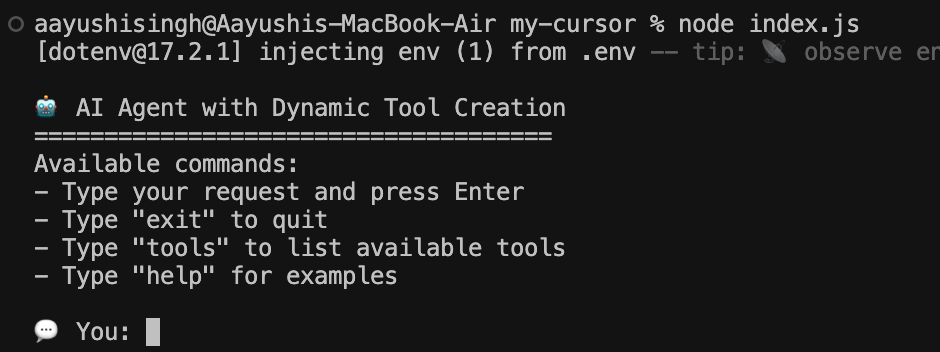 aayushisingh@Aayushis-MacBook-Air my-cursor % node index.js
[dotenv@17.2.1] injecting env (1) from .env -- tip: 📡 observe en
🤖 AI Agent with Dynamic Tool Creation
=====================================
Available commands:
- Type your request and press Enter
- Type "exit" to quit
- Type "tools" to list available tools
- Type "help" for examples
💬 You: